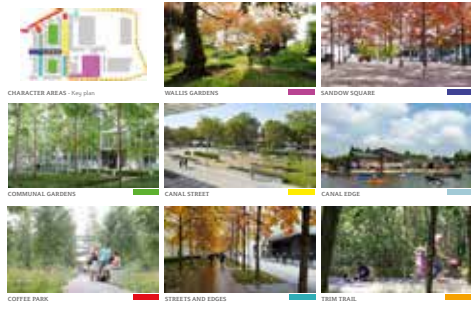 CHARACTER AREAS - Key plan
WALLIS GARDENS
SANDOW SQUARE
COMMUNAL GARDENS
CANAL STREET
CANAL EDGE
COFFEE PARK
STREETS AND EDGES
TRIM TRAIL